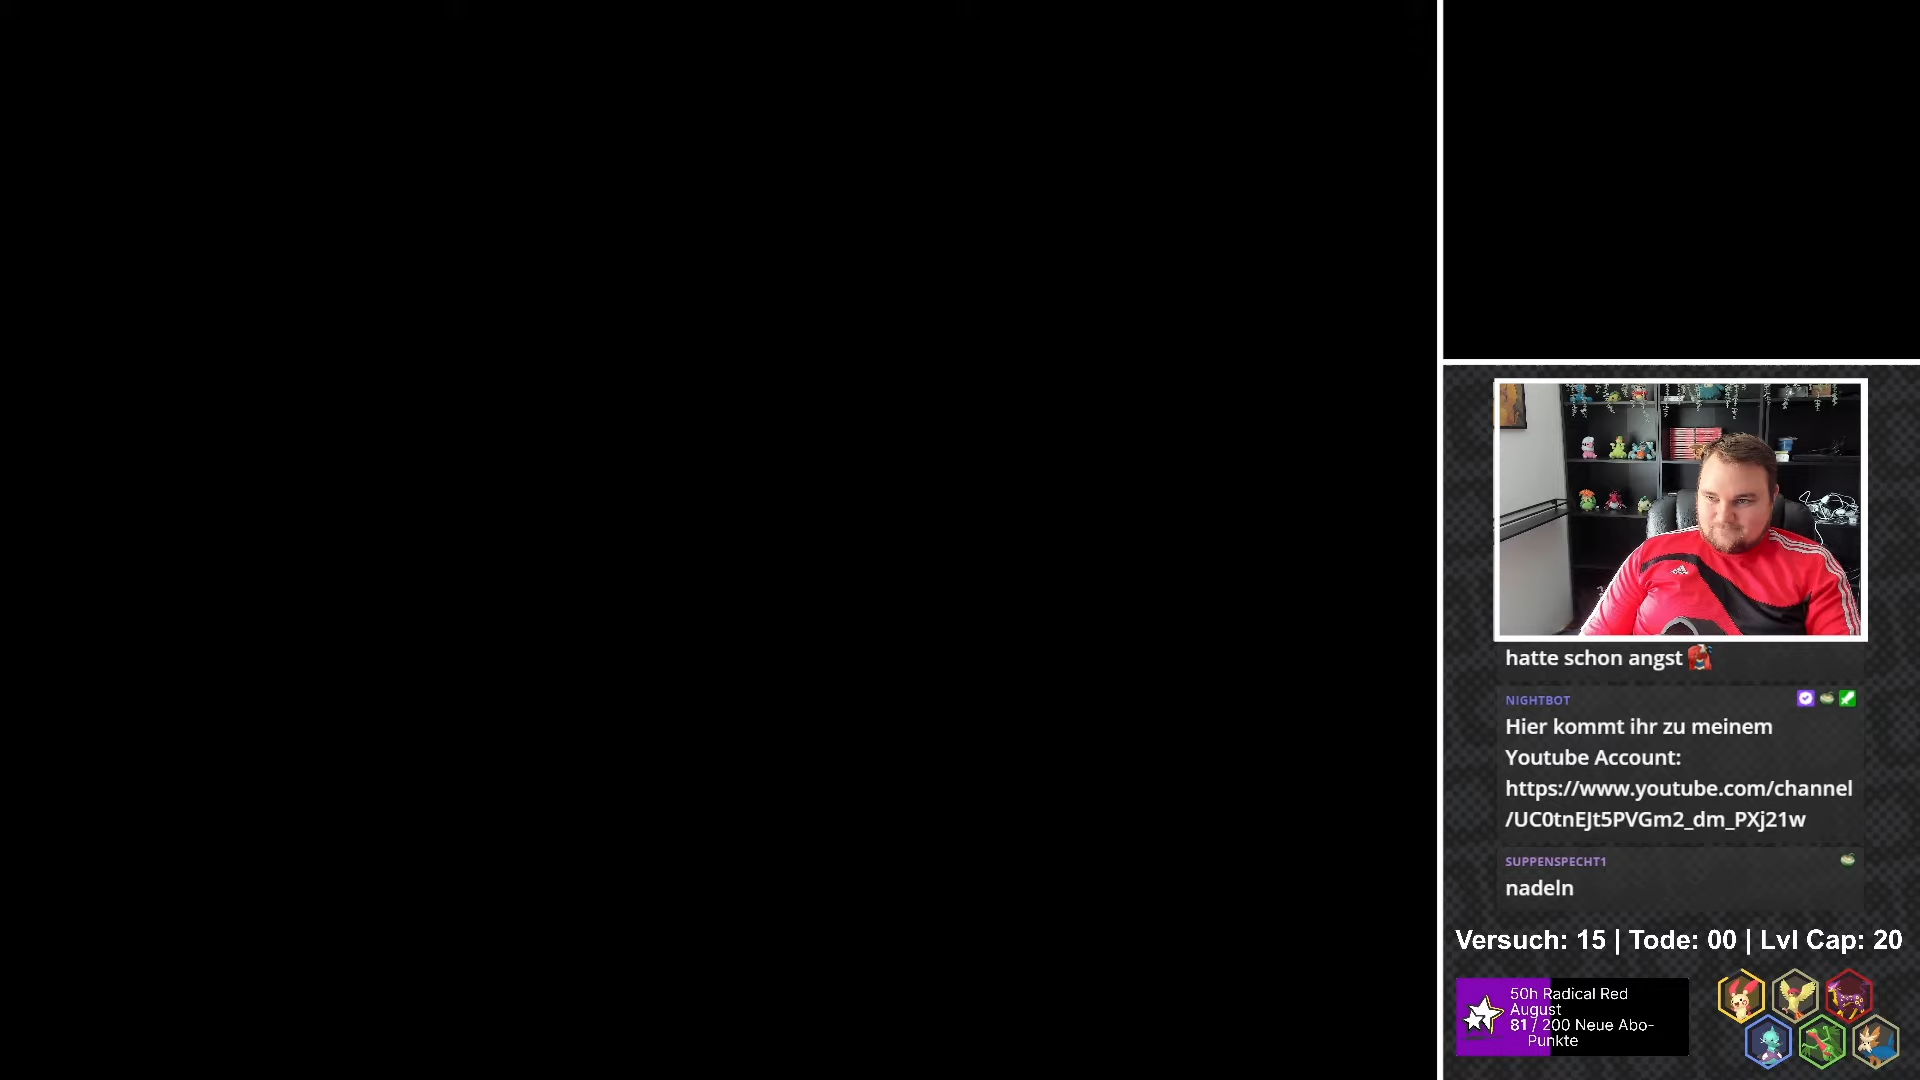 hatte schon angst
NIGHTBOT
Hier kommt ihr zu meinem
Youtube Account:
https://www.youtube.com/channel
/UC0tnEJt5PVGm2_dm_PXj21w
SUPPENSPECHT1
nadeln
Versuch: 15 | Tode: 00 | Lvl Cap: 20
50h Radical Red
August
81 / 200 Neue Abo-
Punkte